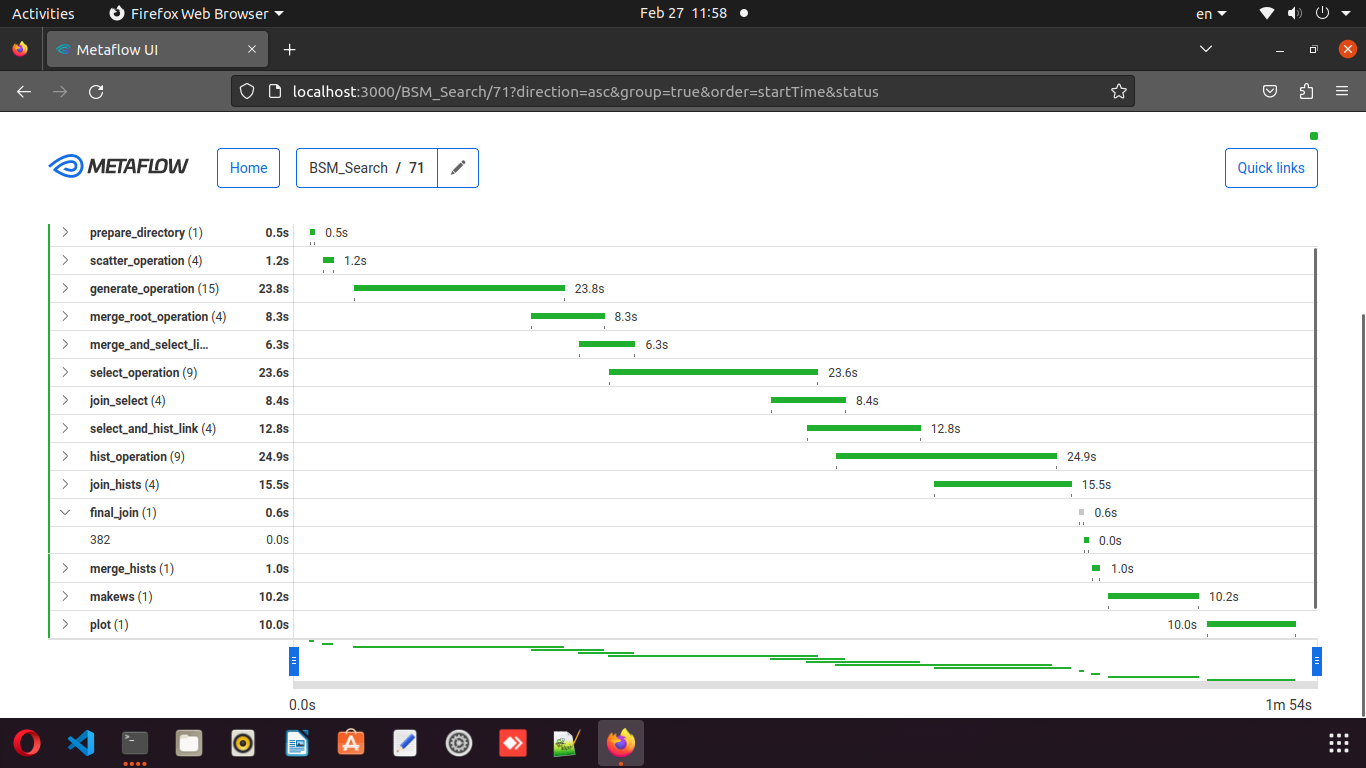 Activities Firefox Web Browser Feb 27 11:58 en
Metaflow UI
localhost:3000/BSM_Search/71?direction=asc&group=true&order=startTime&status
METAFLOW Home BSM_Search / 71 Quick links
prepare_directory (1) 0.5s 0.5s
scatter_operation (4) 1.2s 1.2s
generate_operation (15) 23.8s 23.8s
merge_root_operation (4) 8.3s 8.3s
merge_and_select_li... 6.3s 6.3s
select_operation (9) 23.6s 23.6s
join_select (4) 8.4s 8.4s
select_and_hist_link (4) 12.8s 12.8s
hist_operation (9) 24.9s 24.9s
join_hists (4) 15.5s 15.5s
final_join (1) 0.6s 0.6s
382 0.0s 0.0s
merge_hists (1) 1.0s 1.0s
makews (1) 10.2s 10.2s
plot (1) 10.0s 10.0s
0.0s 1m 54s